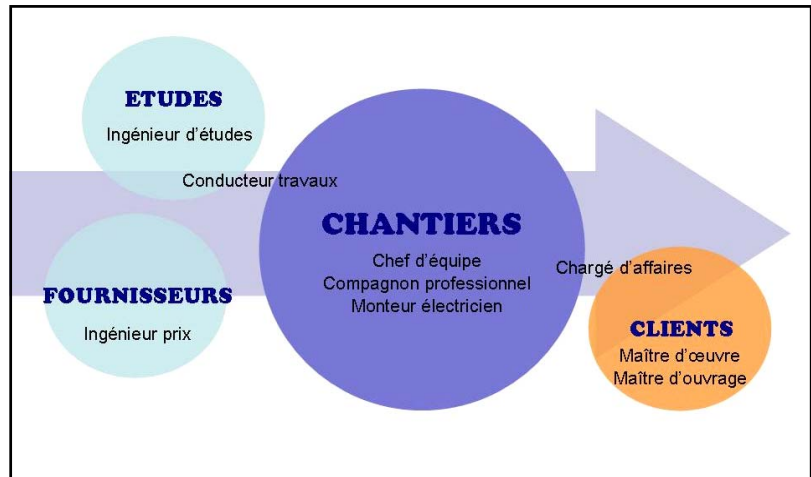 ETUDES
Ingénieur d'études
Conducteur travaux
CHANTIERS
Chef d'équipe
Compagnon professionnel
Monteur électricien
Chargé d'affaires
FOURNISSEURS
Ingénieur prix
CLIENTS
Maître d'œuvre
Maître d'ouvrage